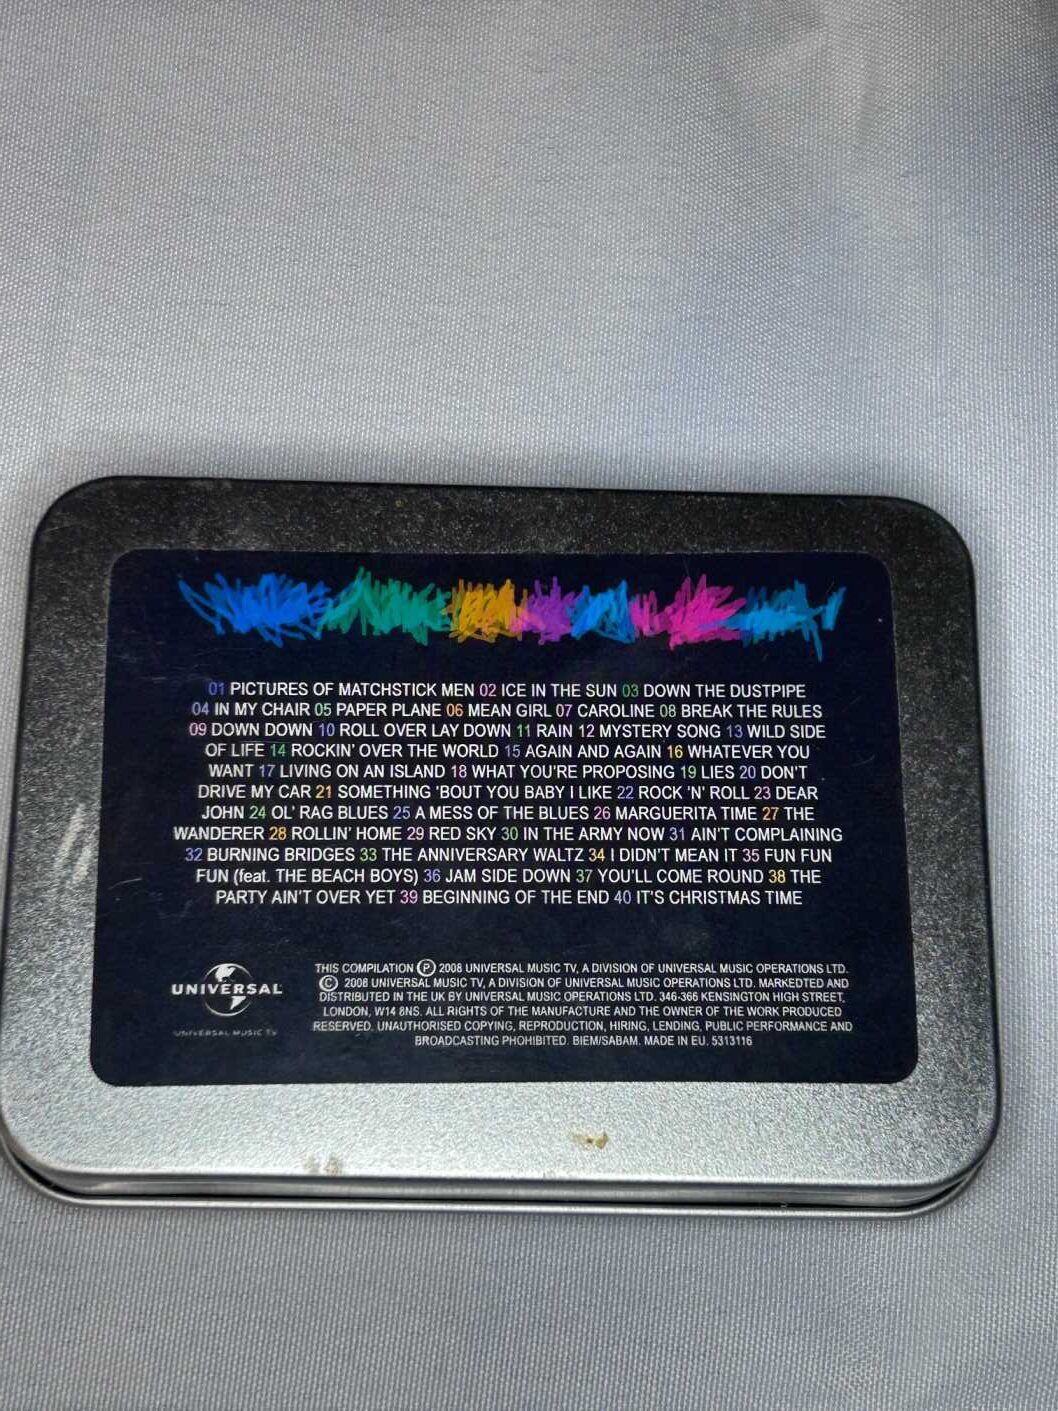 01 PICTURES OF MATCHSTICK MEN 02 ICE IN THE SUN 03 DOWN THE DUSTPIPE
04 IN MY CHAIR 05 PAPER PLANE 06 MEAN GIRL 07 CAROLINE 08 BREAK THE RULES
09 DOWN DOWN 10 ROLL OVER LAY DOWN 11 RAIN 12 MYSTERY SONG 13 WILD SIDE
OF LIFE 14 ROCKIN' OVER THE WORLD 15 AGAIN AND AGAIN 16 WHATEVER YOU
WANT 17 LIVING ON AN ISLAND 18 WHAT YOU'RE PROPOSING 19 LIES 20 DON'T
DRIVE MY CAR 21 SOMETHING 'BOUT YOU BABY I LIKE 22 ROCK 'N' ROLL 23 DEAR
JOHN 24 OL' RAG BLUES 25 A MESS OF THE BLUES 26 MARGUERITA TIME 27 THE
WANDERER 28 ROLLIN' HOME 29 RED SKY 30 IN THE ARMY NOW 31 AIN'T COMPLAINING
32 BURNING BRIDGES 33 THE ANNIVERSARY WALTZ 34 I DIDN'T MEAN IT 35 FUN FUN
FUN (feat. THE BEACH BOYS) 36 JAM SIDE DOWN 37 YOU'LL COME ROUND 38 THE
PARTY AIN'T OVER YET 39 BEGINNING OF THE END 40 IT'S CHRISTMAS TIME
UNIVERSAL
UNIVERSAL MUSIC TV
THIS COMPILATION Ⓟ 2008 UNIVERSAL MUSIC TV, A DIVISION OF UNIVERSAL MUSIC OPERATIONS LTD.
© 2008 UNIVERSAL MUSIC TV, A DIVISION OF UNIVERSAL MUSIC OPERATIONS LTD. MARKEDTED AND
DISTRIBUTED IN THE UK BY UNIVERSAL MUSIC OPERATIONS LTD. 346-366 KENSINGTON HIGH STREET,
LONDON, W14 8NS. ALL RIGHTS OF THE MANUFACTURE AND THE OWNER OF THE WORK PRODUCED
RESERVED. UNAUTHORISED COPYING, REPRODUCTION, HIRING, LENDING, PUBLIC PERFORMANCE AND
BROADCASTING PHOHIBITED. BIEM/SABAM. MADE IN EU. 5313116